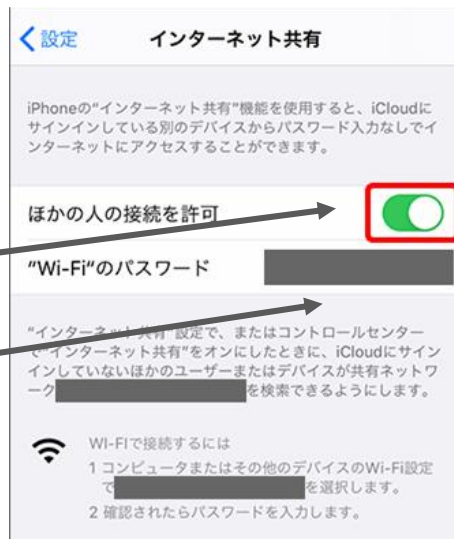 設定 インターネット共有
iPhoneの“インターネット共有”機能を使用すると、iCloudに
サインインしている別のデバイスからパスワード入力なしでイ
ンターネットにアクセスすることができます。
ほかの人の接続を許可
“Wi-Fi“のパスワード
“インターネット共有”設定で、またはコントロールセンター
で“インターネット共有”をオンにしたときに、iCloudにサイン
インしていないほかのユーザーまたはデバイスが共有ネットワ
ーク を検索できるようにします。
WI-FIで接続するには
1 コンピュータまたはその他のデバイスのWi-Fi設定
で を選択します。
2 確認されたらパスワードを入力します。